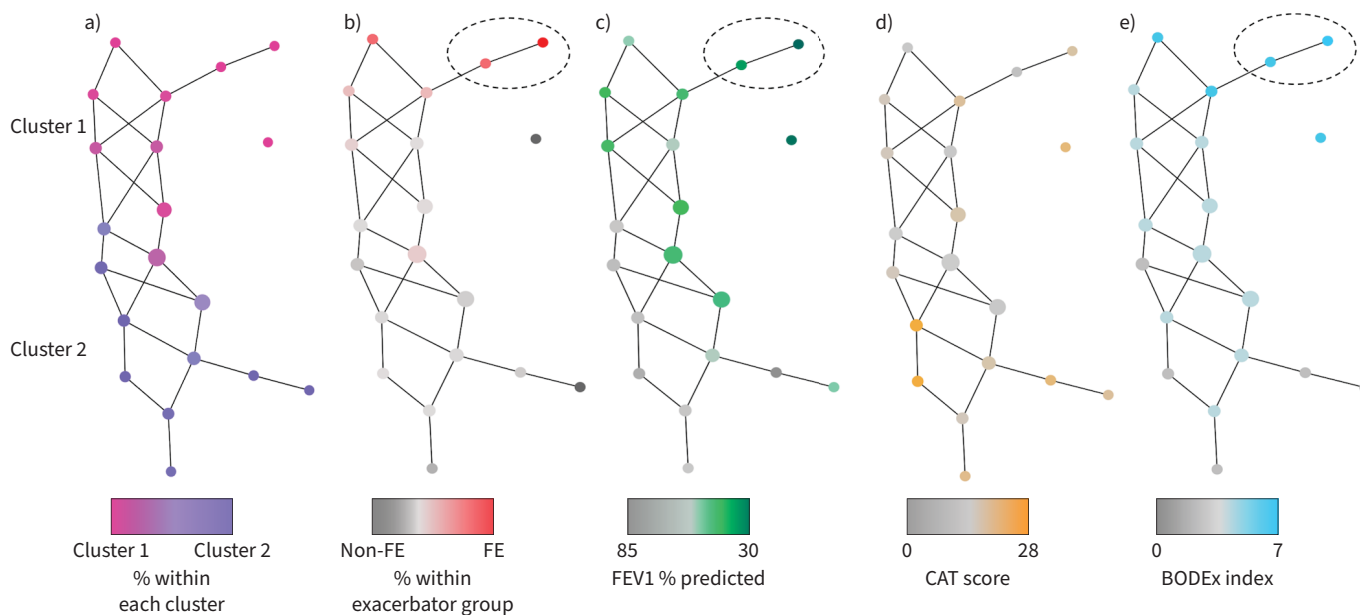 a)
b)
c)
d)
e)
Cluster 1
Cluster 2
Cluster 1 Cluster 2
% within
each cluster
Non-FE FE
% within
exacerbator group
85 30
FEV1 % predicted
0 28
CAT score
0 7
BODEx index